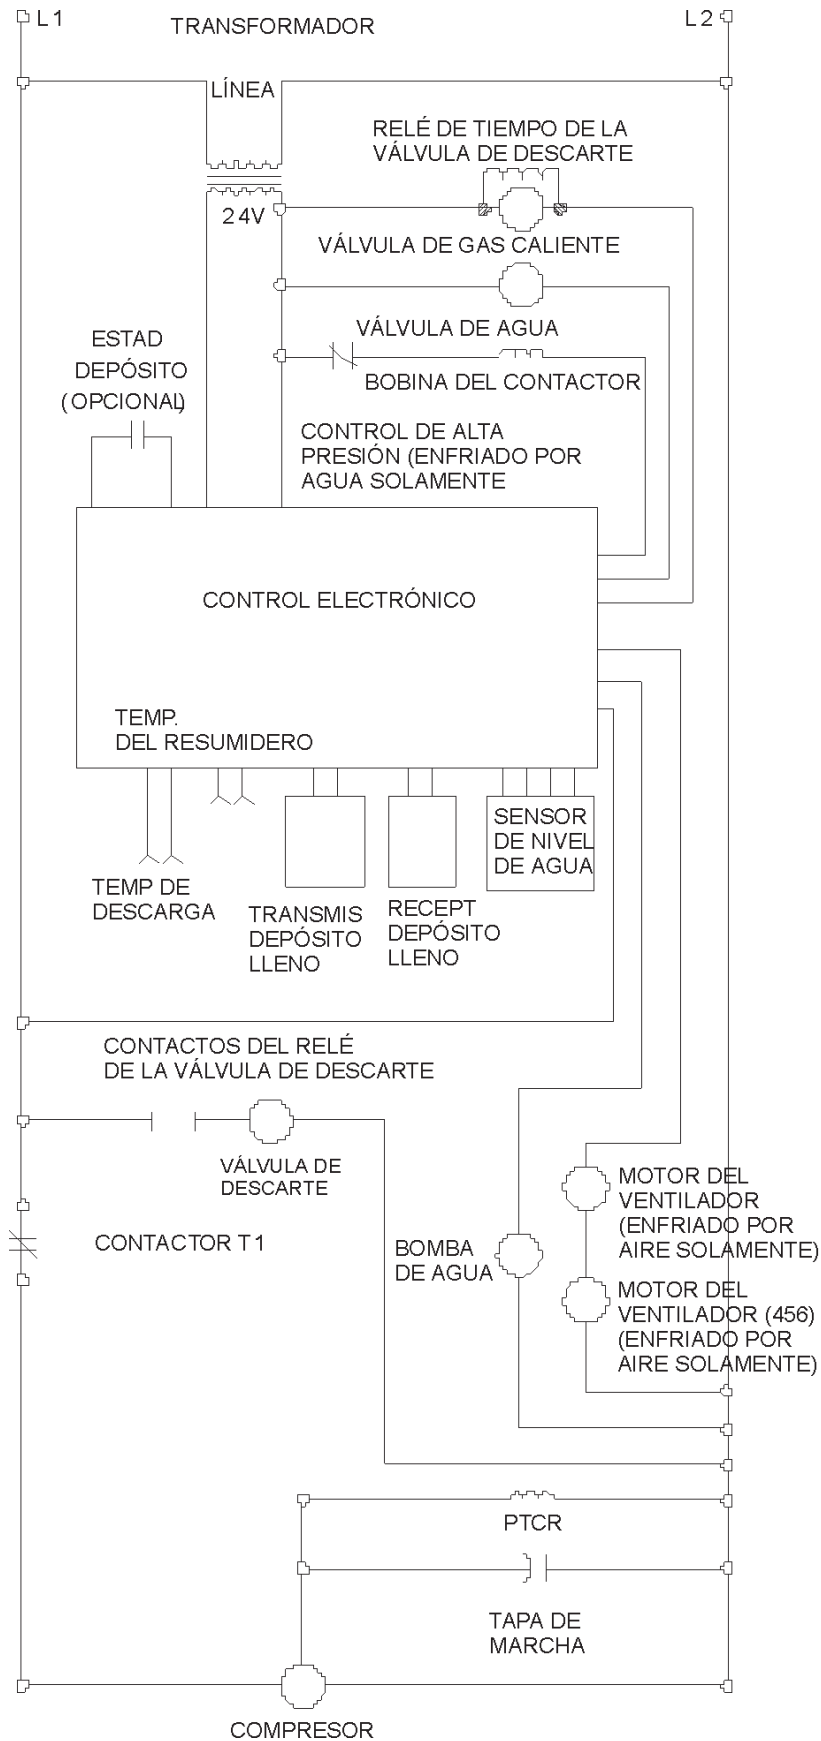 L1
TRANSFORMADOR
L2
LÍNEA
RELÉ DE TIEMPO DE LA
VÁLVULA DE DESCARTE
24V
VÁLVULA DE GAS CALIENTE
VÁLVULA DE AGUA
ESTAD
DEPÓSITO
(OPCIONAL)
BOBINA DEL CONTACTOR
CONTROL DE ALTA
PRESIÓN (ENFRIADO POR
AGUA SOLAMENTE
CONTROL ELECTRÓNICO
TEMP.
DEL RESUMIDERO
SENSOR
DE NIVEL
DE AGUA
TEMP DE
DESCARGA
TRANSMIS
DEPÓSITO
LLENO
RECEPT
DEPÓSITO
LLENO
CONTACTOS DEL RELÉ
DE LA VÁLVULA DE DESCARTE
VÁLVULA DE
DESCARTE
CONTACTOR T1
BOMBA
DE AGUA
MOTOR DEL
VENTILADOR
(ENFRIADO POR
AIRE SOLAMENTE)
MOTOR DEL
VENTILADOR (456)
(ENFRIADO POR
AIRE SOLAMENTE)
PTCR
TAPA DE
MARCHA
COMPRESOR